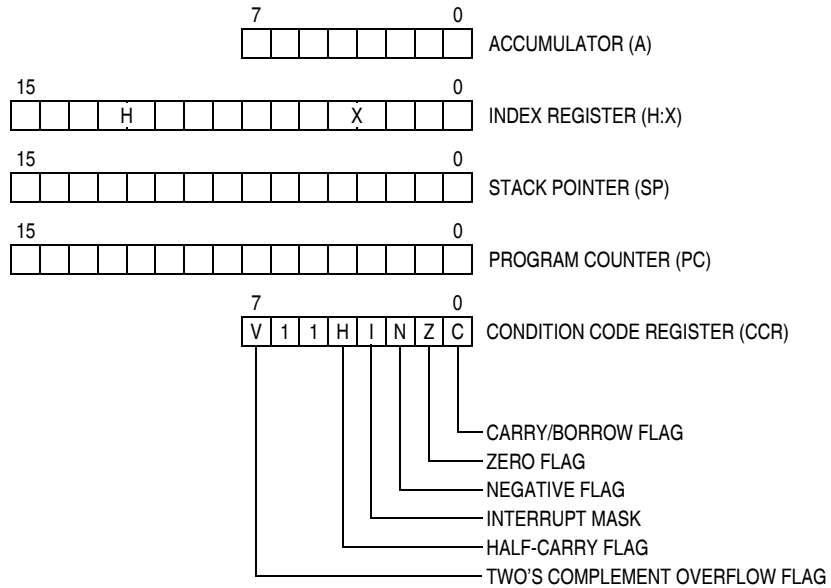 7 0
ACCUMULATOR (A)
15 0
H X INDEX REGISTER (H:X)
15 0
STACK POINTER (SP)
15 0
PROGRAM COUNTER (PC)
7 0
V 1 1 H I N Z C CONDITION CODE REGISTER (CCR)
CARRY/BORROW FLAG
ZERO FLAG
NEGATIVE FLAG
INTERRUPT MASK
HALF-CARRY FLAG
TWO'S COMPLEMENT OVERFLOW FLAG